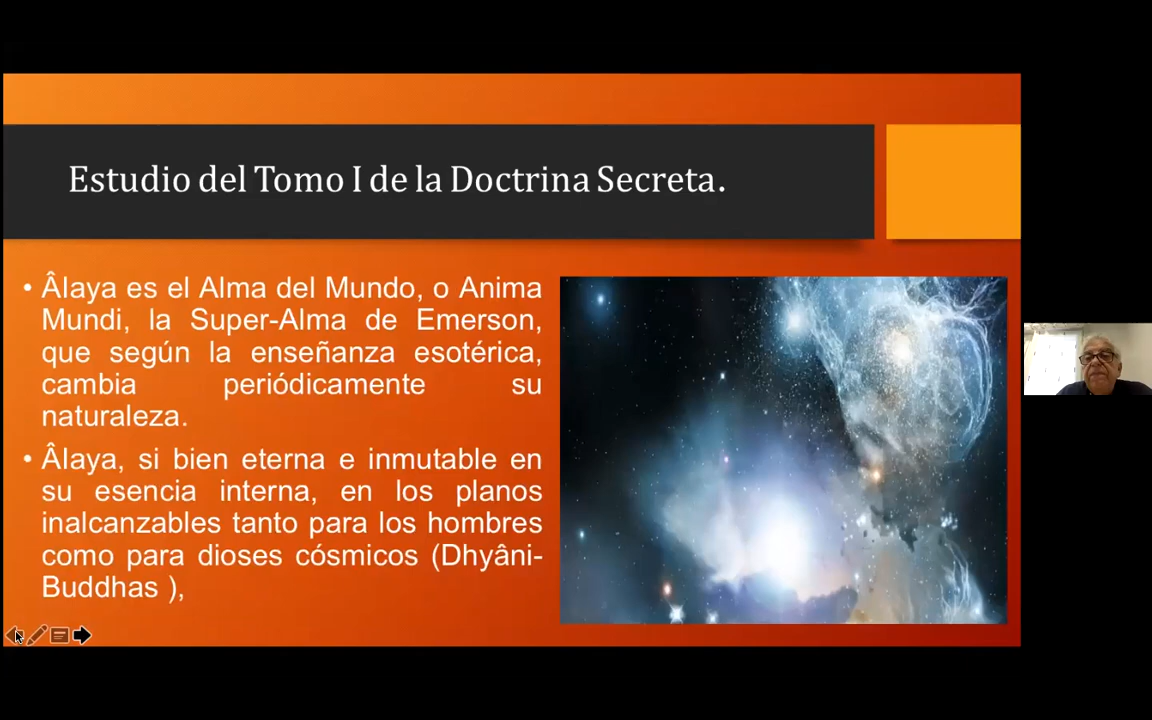 Estudio del Tomo I de la Doctrina Secreta.
• Âlaya es el Alma del Mundo, o Anima
Mundi, la Super-Alma de Emerson,
que según la enseñanza esotérica,
cambia periódicamente su
naturaleza.
• Âlaya, si bien eterna e inmutable en
su esencia interna, en los planos
inalcanzables tanto para los hombres
como para dioses cósmicos (Dhyâni-
Buddhas ),